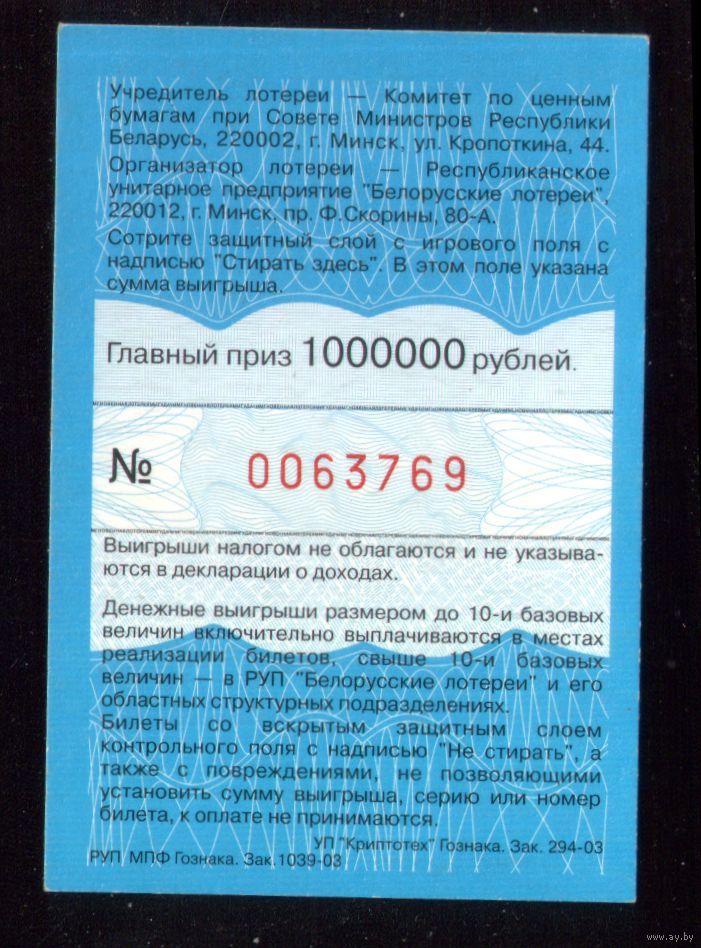 Учредитель лотереи — Комитет по ценным
бумагам при Совете Министров Республики
Беларусь, 220002, г. Минск, ул. Кропоткина, 44.
Организатор лотереи — Республиканское
унитарное предприятие "Белорусские лотереи",
220012, г. Минск, пр. Ф.Скорины, 80-А.
Сотрите защитный слой с игрового поля с
надписью "Стирать здесь". В этом поле указана
сумма выигрыша.
Главный приз 1000000 рублей.
№ 0063769
Выигрыши налогом не облагаются и не указыва-
ются в декларации о доходах.
Денежные выигрыши размером до 10-и базовых
величин включительно выплачиваются в местах
реализации билетов, свыше 10-и базовых
величин — в РУП "Белорусские лотереи" и его
областных структурных подразделениях.
Билеты со вскрытым защитным слоем
контрольного поля с надписью "Не стирать", а
также с повреждениями, не позволяющими
установить сумму выигрыша, серию или номер
билета, к оплате не принимаются.
УП "Криптотех" Гознака. Зак. 294-03
РУП МПФ Гознака. Зак.1039-03
www.ay.by